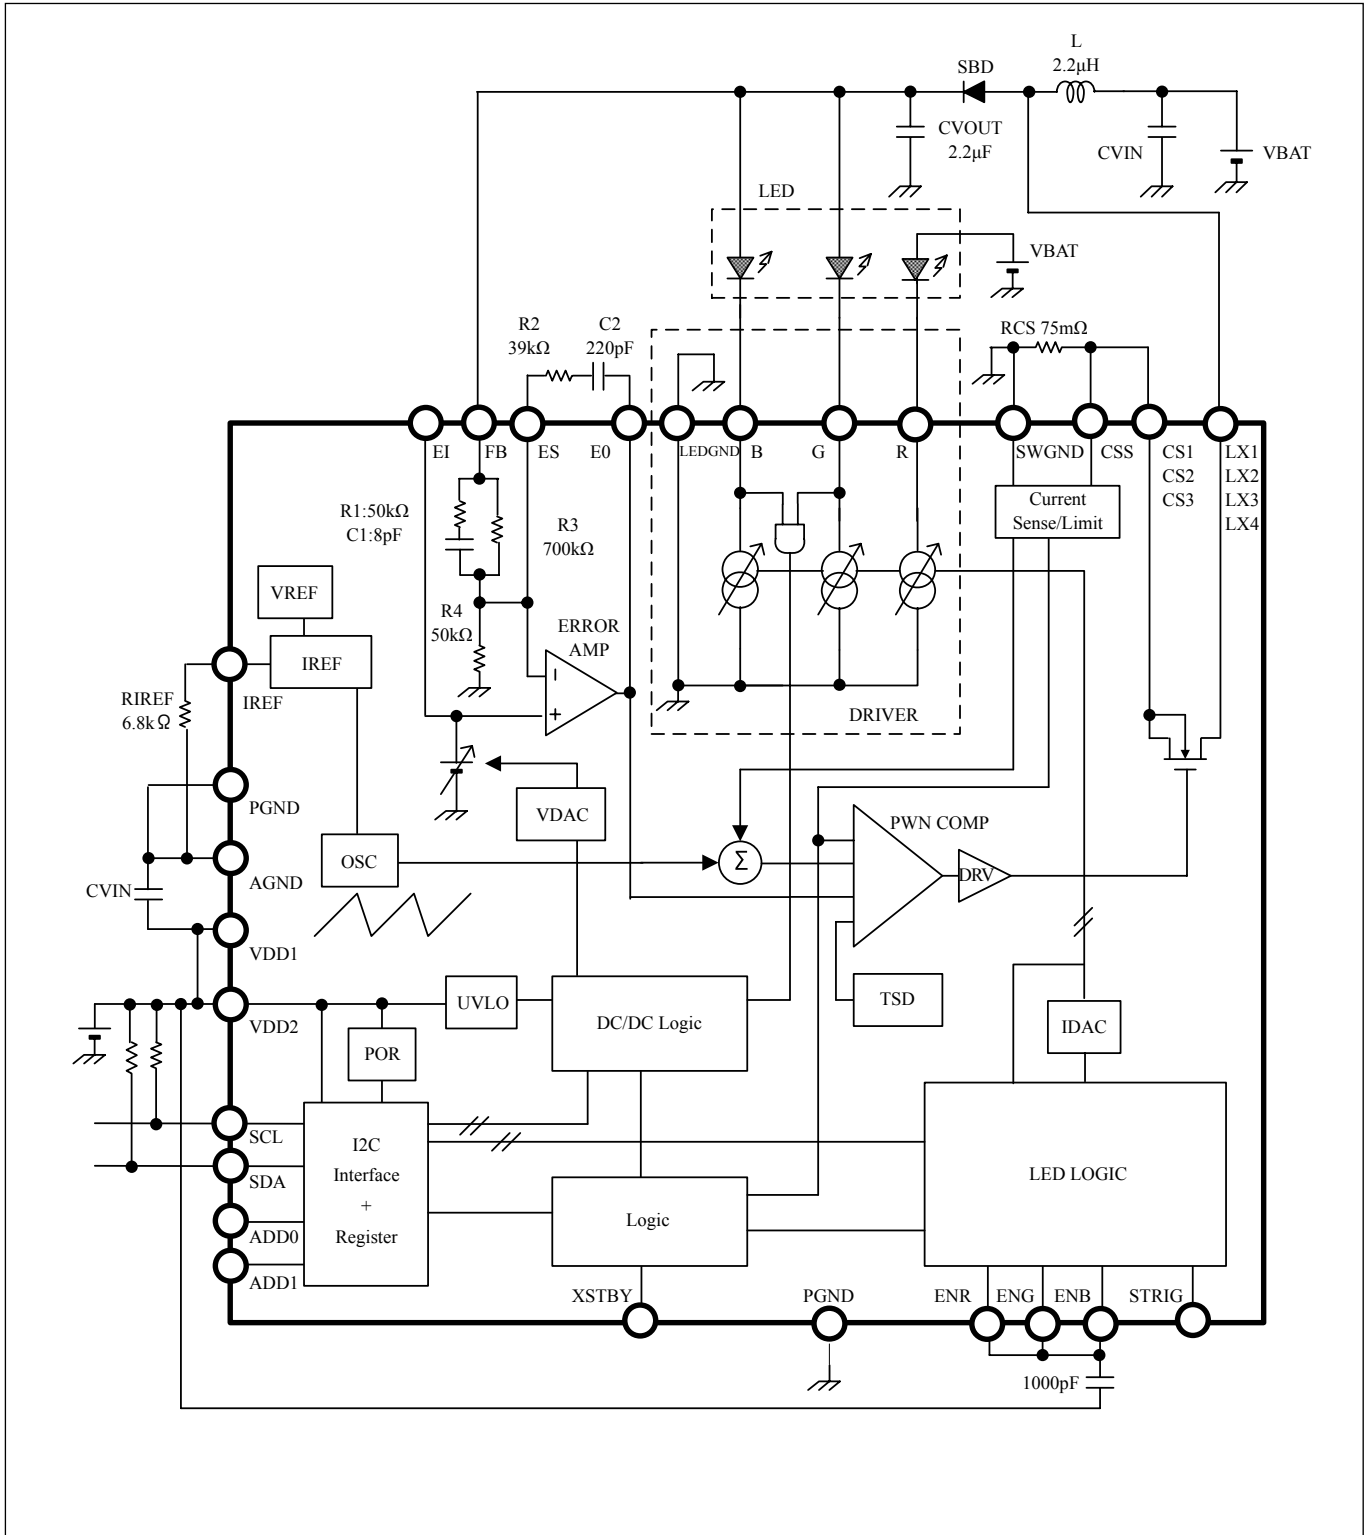 L
2.2µH
SBD
CVOUT
2.2µF
CVIN
VBAT
LED
VBAT
R2
39kΩ
C2
220pF
RCS 75mΩ
EI
FB
ES
E0
LEDGND
B
G
R
SWGND
CSS
CS1
CS2
CS3
LX1
LX2
LX3
LX4
R1:50kΩ
C1:8pF
R3
700kΩ
Current
Sense/Limit
VREF
R4
50kΩ
ERROR
AMP
IREF
IREF
RIREF
6.8kΩ
DRIVER
PGND
VDAC
PWN COMP
OSC
Σ
DRV
AGND
CVIN
VDD1
UVLO
TSD
VDD2
DC/DC Logic
IDAC
POR
SCL
I2C
Interface
+
Register
SDA
LED LOGIC
ADD0
Logic
ADD1
XSTBY
PGND
ENR
ENG
ENB
STRIG
1000pF